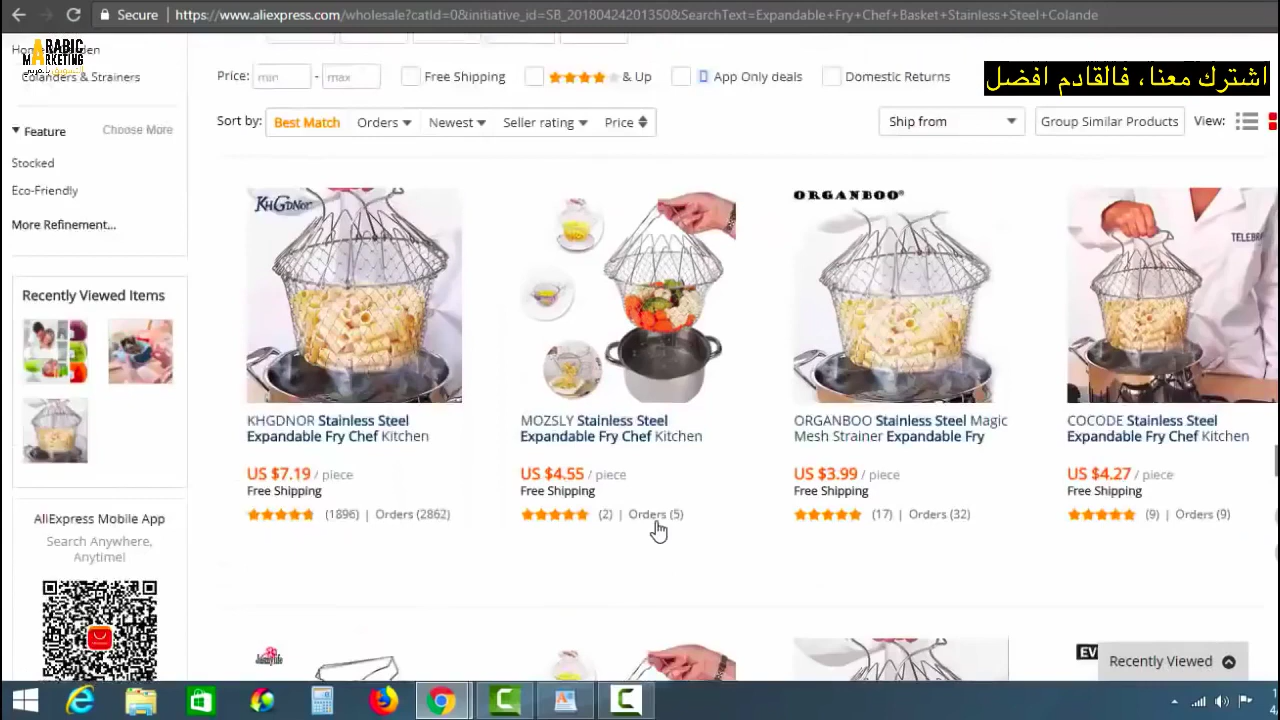 Secure
https://www.aliexpress.com/wholesale?catId=0&initiative_id=SB_20180424201350&SearchText=Expandable+Fry+Chef+Basket+Stainless+Steel+Colande
ARABIC
MARKETING
Colanders & Strainers
اشترك معنا، فالقادم افضل
Price: min - max Free Shipping & Up App Only deals Domestic Returns
Sort by: Best Match Orders Newest Seller rating Price Ship from Group Similar Products View:
Feature Choose More
Stocked
Eco-Friendly
More Refinement...
Recently Viewed Items
AliExpress Mobile App
Search Anywhere,
Anytime!
KHGDNOR
KHGDNOR Stainless Steel
Expandable Fry Chef Kitchen
US $7.19 / piece
Free Shipping
(1896) | Orders (2862)
MOZSLY Stainless Steel
Expandable Fry Chef Kitchen
US $4.55 / piece
Free Shipping
(2) | Orders (5)
ORGANBOO®
ORGANBOO Stainless Steel Magic
Mesh Strainer Expandable Fry
US $3.99 / piece
Free Shipping
(17) | Orders (32)
TELEBR
COCODE Stainless Steel
Expandable Fry Chef Kitchen
US $4.27 / piece
Free Shipping
(9) | Orders (9)
EV
Recently Viewed